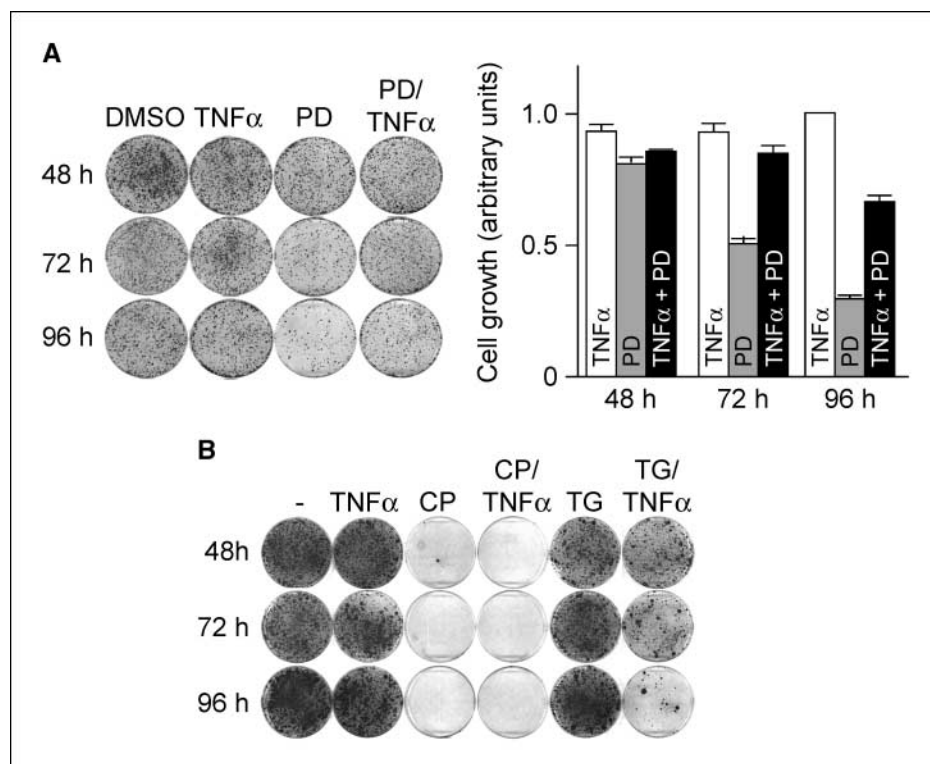 A
DMSO TNFα PD PD/
TNFα
48 h
72 h
96 h
Cell growth (arbitrary units)
1.0
0.5
0
TNFα PD TNFα + PD
TNFα PD TNFα + PD
TNFα PD TNFα + PD
48 h 72 h 96 h
B
- TNFα CP CP/
TNFα TG TG/
TNFα
48h
72 h
96 h